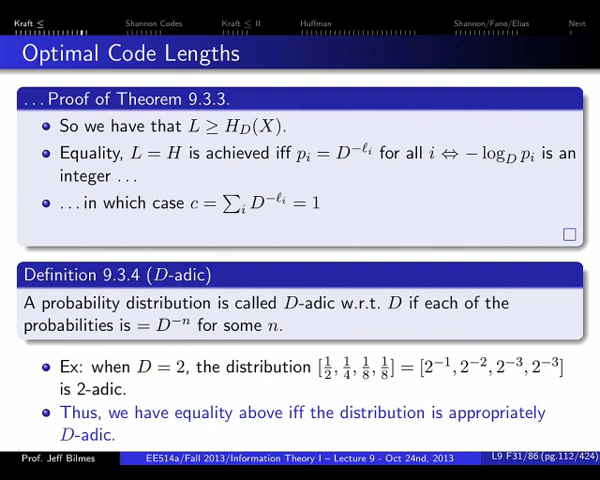 Kraft ≤ Shannon Codes Kraft ≤ II Huffman Shannon/Fano/Elias Next
Optimal Code Lengths
. . . Proof of Theorem 9.3.3.
So we have that L ≥ H_D(X).
Equality, L = H is achieved iff p_i = D^{−ℓ_i} for all i ⇔ − log_D p_i is an
integer . . .
. . . in which case c = ∑_i D^{−ℓ_i} = 1
Definition 9.3.4 (D-adic)
A probability distribution is called D-adic w.r.t. D if each of the
probabilities is = D^{−n} for some n.
Ex: when D = 2, the distribution [1/2, 1/4, 1/8, 1/8] = [2^{−1}, 2^{−2}, 2^{−3}, 2^{−3}]
is 2-adic.
Thus, we have equality above iff the distribution is appropriately
D-adic.
Prof. Jeff Bilmes EE514a/Fall 2013/Information Theory I – Lecture 9 - Oct 24nd, 2013 L9 F31/86 (pg.112/424)